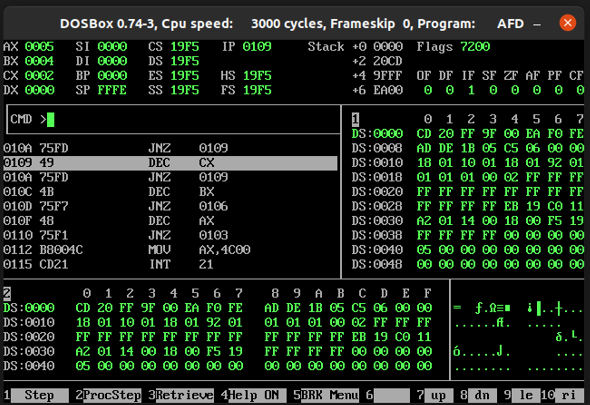 DOSBox 0.74-3, Cpu speed: 3000 cycles, Frameskip 0, Program: AFD
AX 0005 SI 0000 CS 19F5 IP 0109 Stack +0 0000 Flags 7200
BX 0004 DI 0000 DS 19F5 +2 20CD
CX 0002 BP 0000 ES 19F5 HS 19F5 +4 9FFF OF DF IF SF ZF AF PF CF
DX 0000 SP FFFE SS 19F5 FS 19F5 +6 EA00 0 0 1 0 0 0 0 0
CMD >
1 0 1 2 3 4 5 6 7
DS:0000 CD 20 FF 9F 00 EA F0 FE
DS:0008 AD DE 1B 05 C5 06 00 00
DS:0010 18 01 10 01 18 01 92 01
DS:0018 01 01 01 00 02 FF FF FF
DS:0020 FF FF FF FF FF FF FF FF
DS:0028 FF FF FF FF EB 19 C0 11
DS:0030 A2 01 14 00 18 00 F5 19
DS:0038 FF FF FF FF 00 00 00 00
DS:0040 05 00 00 00 00 00 00 00
DS:0048 00 00 00 00 00 00 00 00
010A 75FD JNZ 0109
0109 49 DEC CX
010A 75FD JNZ 0109
010C 4B DEC BX
010D 75F7 JNZ 0106
010F 48 DEC AX
0110 75F1 JNZ 0103
0112 B8004C MOV AX,4C00
0115 CD21 INT 21
2 0 1 2 3 4 5 6 7 8 9 A B C D E F
DS:0000 CD 20 FF 9F 00 EA F0 FE AD DE 1B 05 C5 06 00 00
DS:0010 18 01 10 01 18 01 92 01 01 01 01 00 02 FF FF FF
DS:0020 FF FF FF FF FF FF FF FF FF FF FF FF EB 19 C0 11
DS:0030 A2 01 14 00 18 00 F5 19 FF FF FF FF 00 00 00 00
DS:0040 05 00 00 00 00 00 00 00 00 00 00 00 00 00 00 00
= ƒ.Ω≡■ ¡▐..┼...
.......Æ. .....
δ.└.
ó.....J. ....
........ ........
1 Step 2 ProcStep 3 Retrieve 4 Help ON 5 BRK Menu 6 7 up 8 dn 9 le 10 ri